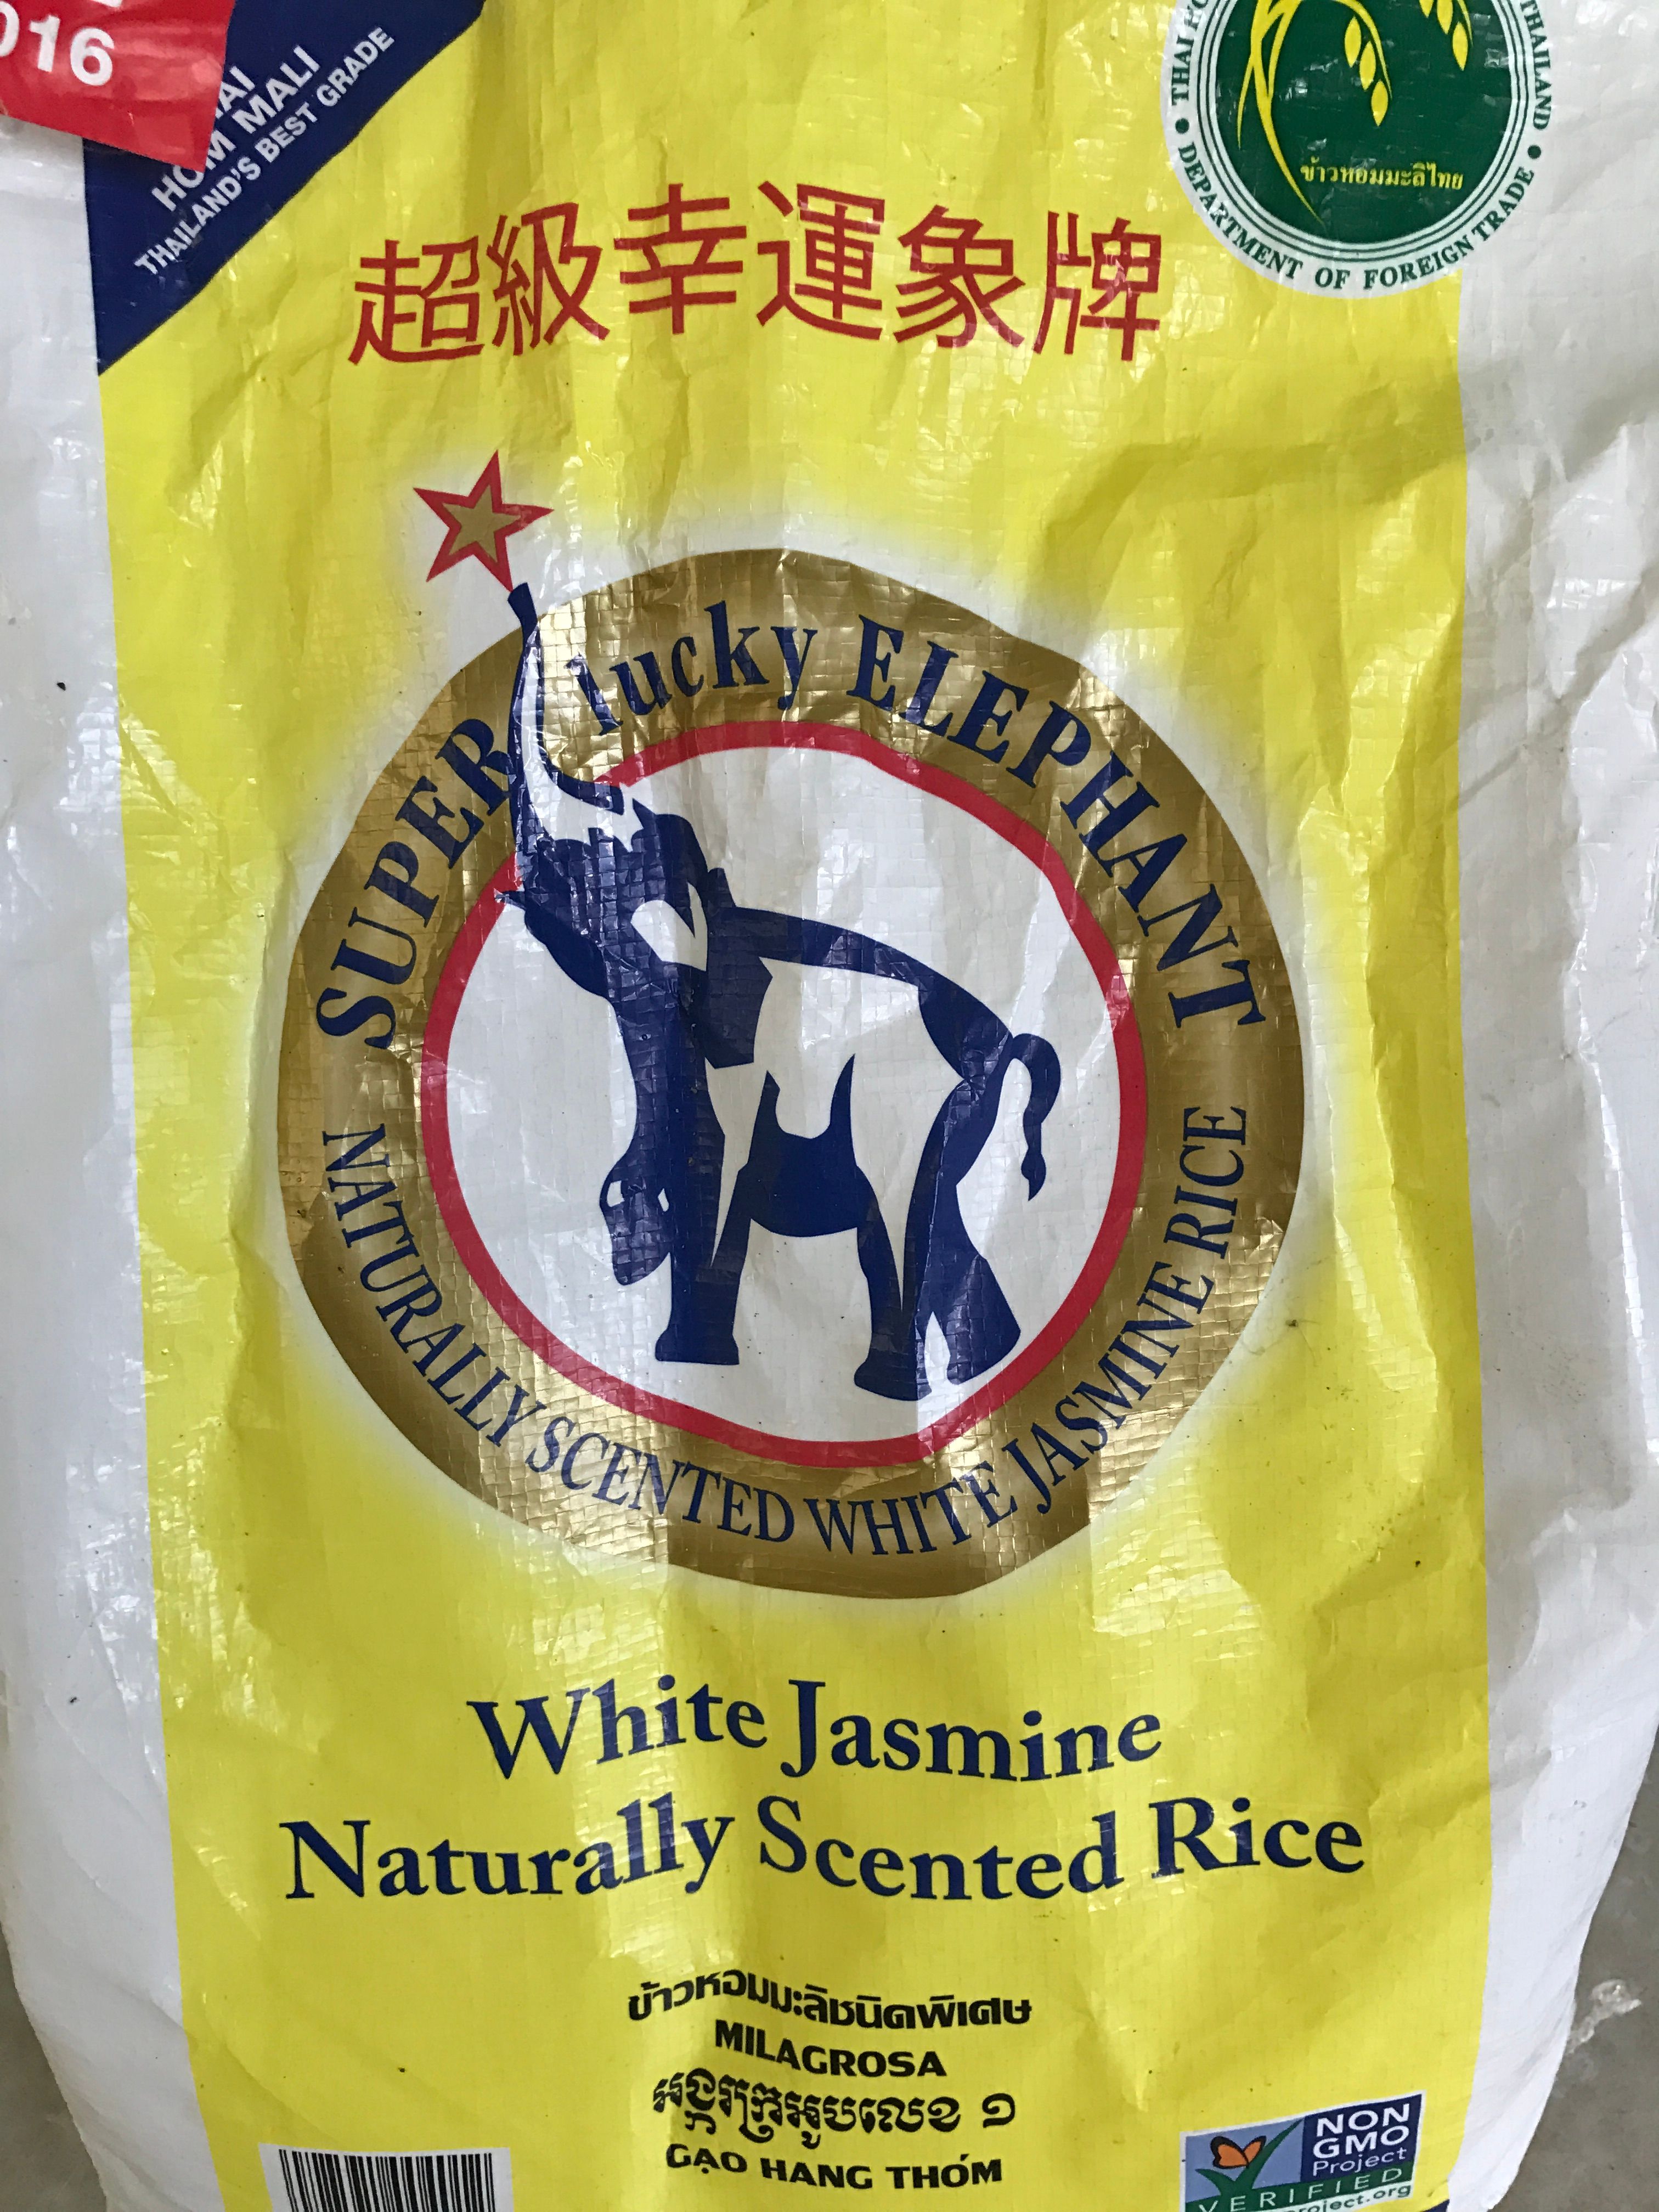 016
HOM MALI
THAILAND'S BEST GRADE
ข้าวหอมมะลิไทย
THAILAND
DEPARTMENT OF FOREIGN TRADE
超級幸運象牌
SUPER lucky ELEPHANT
NATURALLY SCENTED WHITE JASMINE RICE
White Jasmine
Naturally Scented Rice
ข้าวหอมมะลิชนิดพิเศษ
MILAGROSA
អង្ករក្រអូបលេខ ១
GẠO HANG THÓM
NON
GMO
Project
VERIFIED